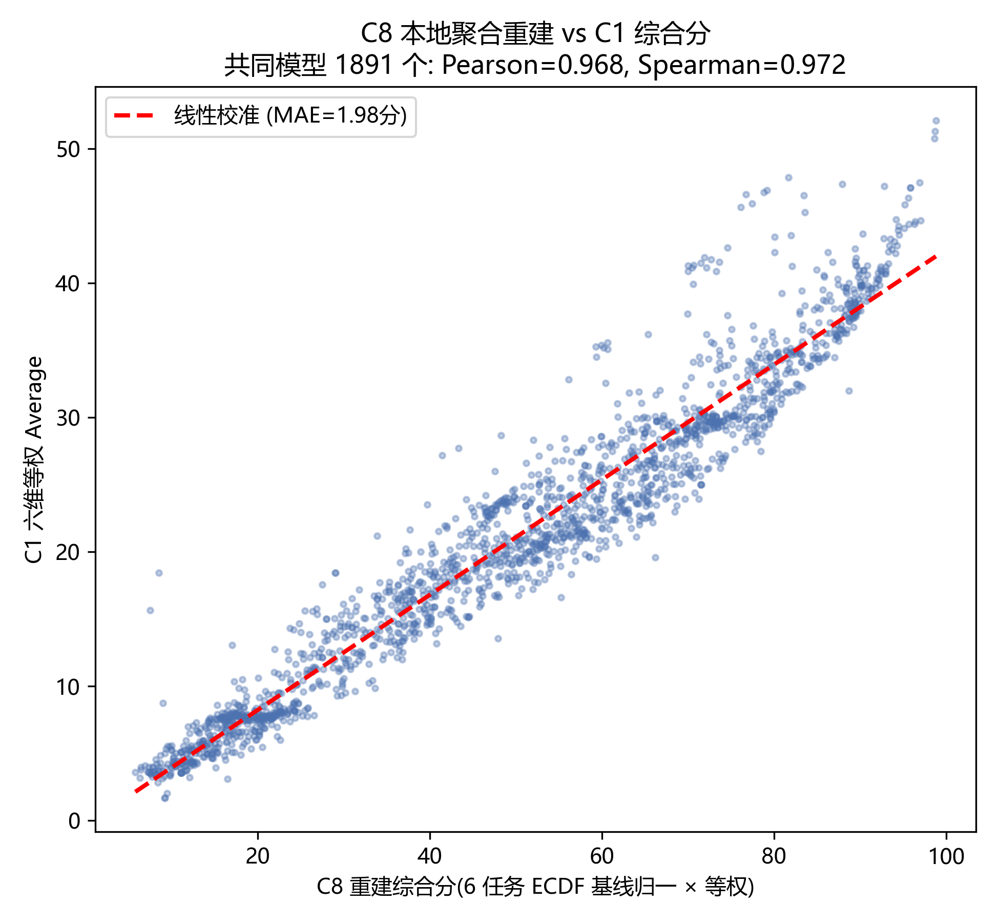 C8 本地聚合重建 vs C1 综合分
共同模型 1891 个: Pearson=0.968, Spearman=0.972
线性校准 (MAE=1.98分)
C1 六维等权 Average
50
40
30
20
10
0
20
40
60
80
100
C8 重建综合分(6 任务 ECDF 基线归一 × 等权)